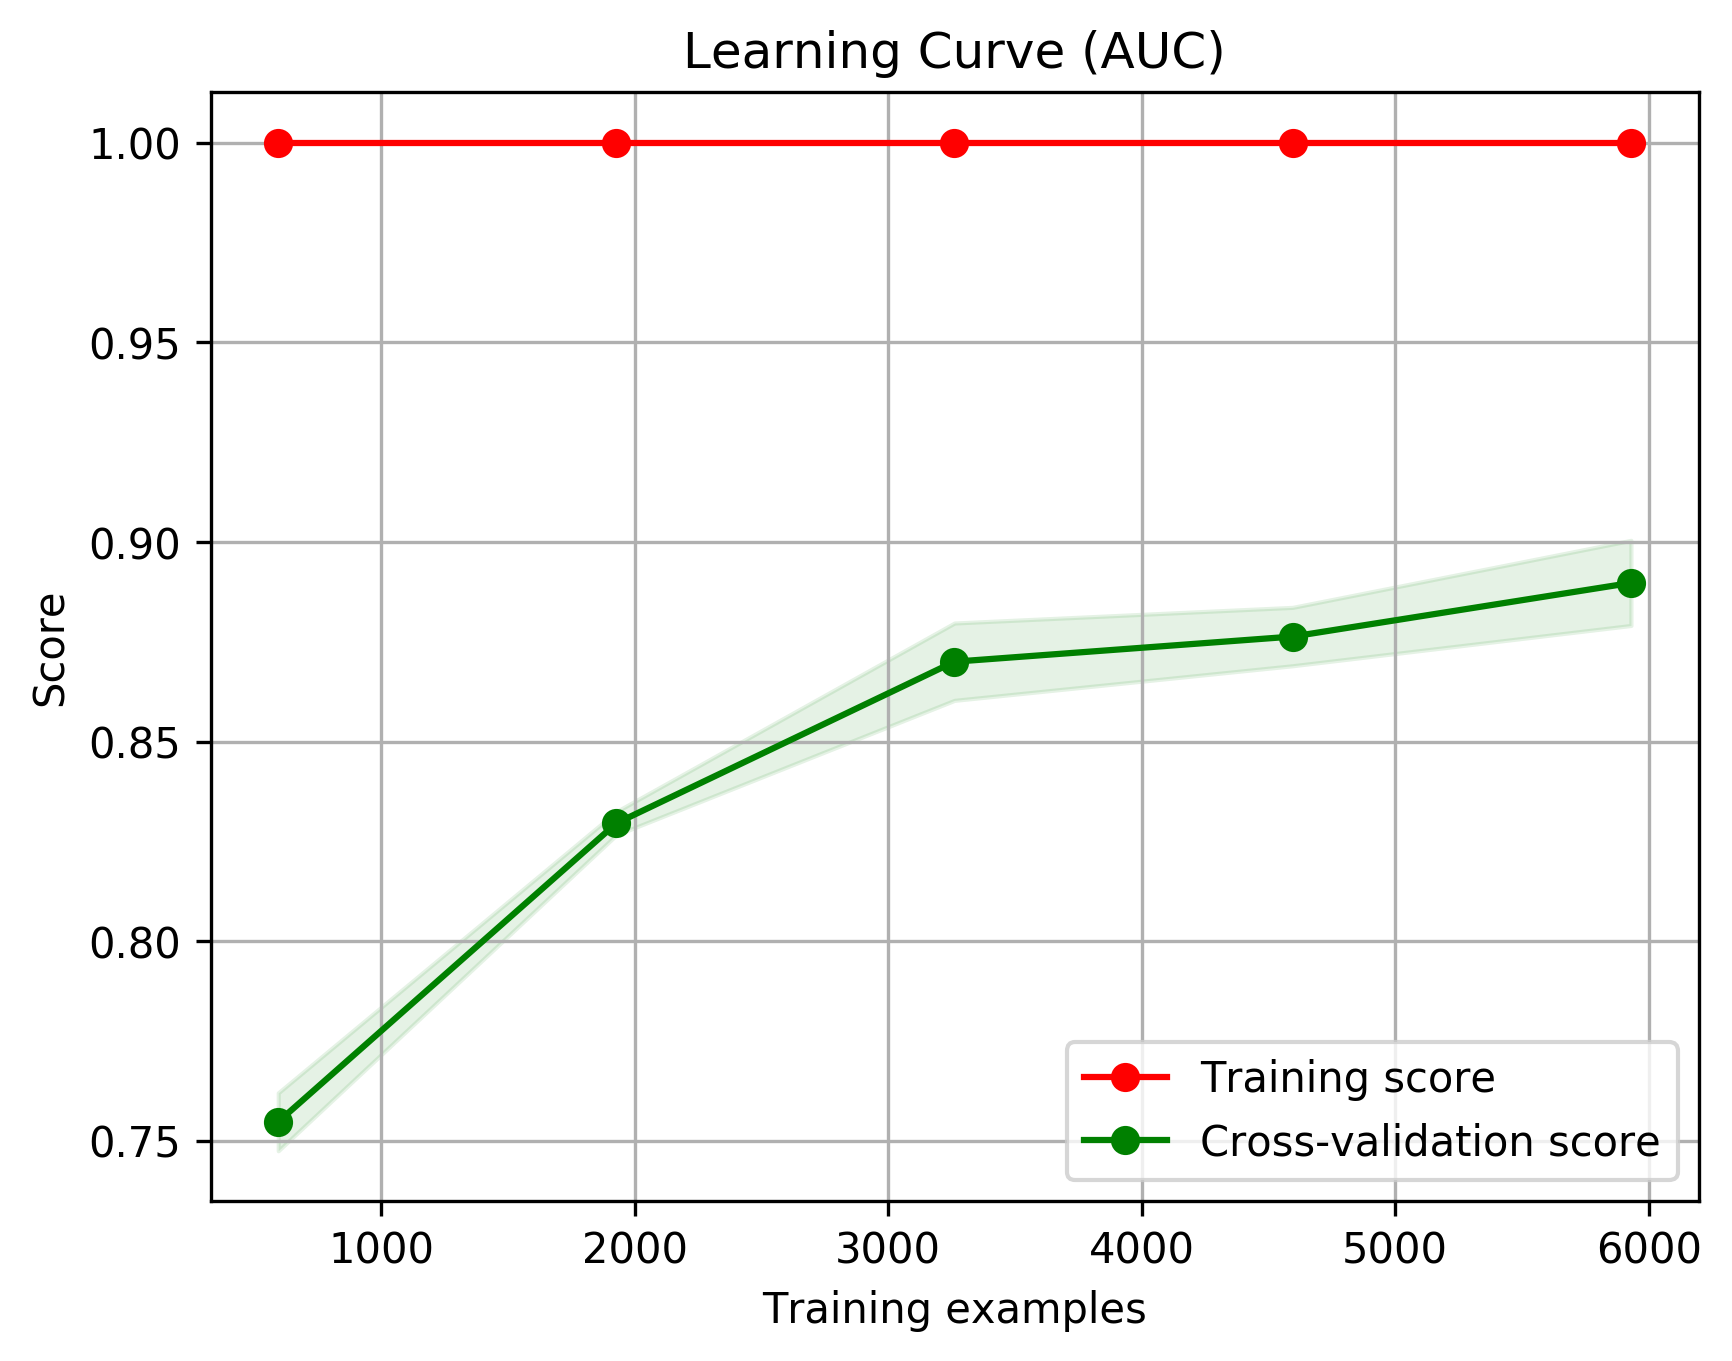 Learning Curve (AUC)
1.00
0.95
0.90
0.85
0.80
0.75
Score
Training score
Cross-validation score
1000 2000 3000 4000 5000 6000
Training examples